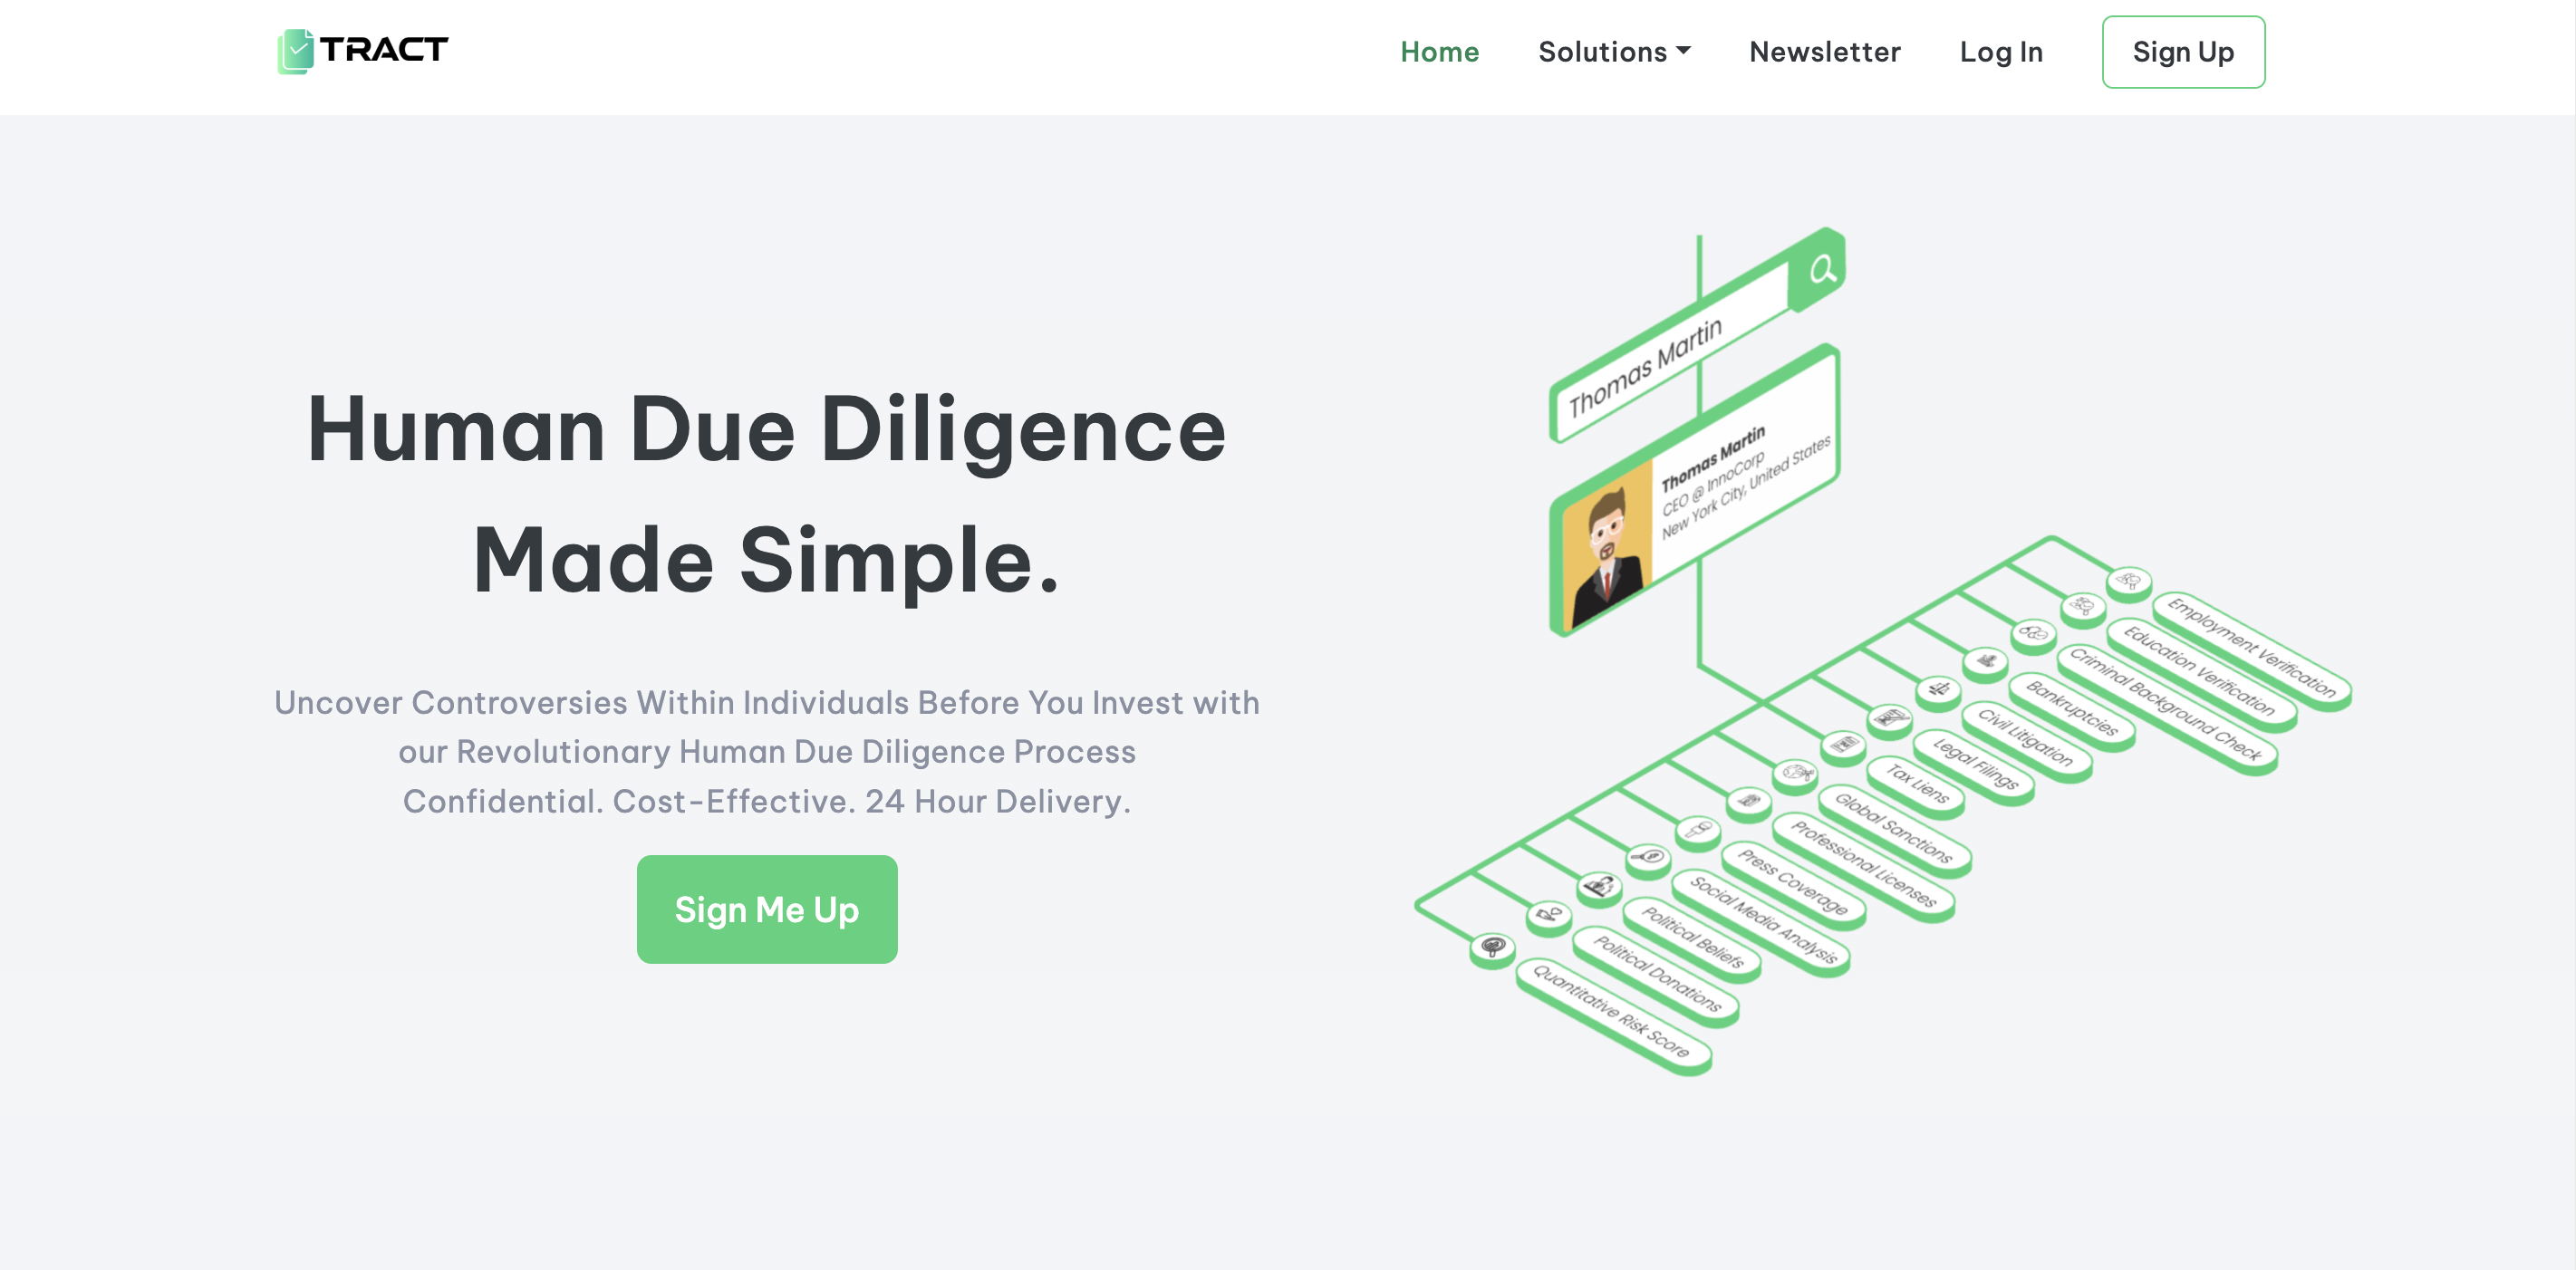 TRACT
Home
Solutions
Newsletter
Log In
Sign Up
Human Due Diligence
Made Simple.
Uncover Controversies Within Individuals Before You Invest with
our Revolutionary Human Due Diligence Process
Confidential. Cost-Effective. 24 Hour Delivery.
Sign Me Up
Thomas Martin
Thomas Martin
CEO @ InnoCorp
New York City, United States
Employment Verification
Education Verification
Criminal Background Check
Bankruptcies
Civil Litigation
Legal Filings
Tax Liens
Global Sanctions
Professional Licenses
Press Coverage
Social Media Analysis
Political Beliefs
Political Donations
Quantitative Risk Score